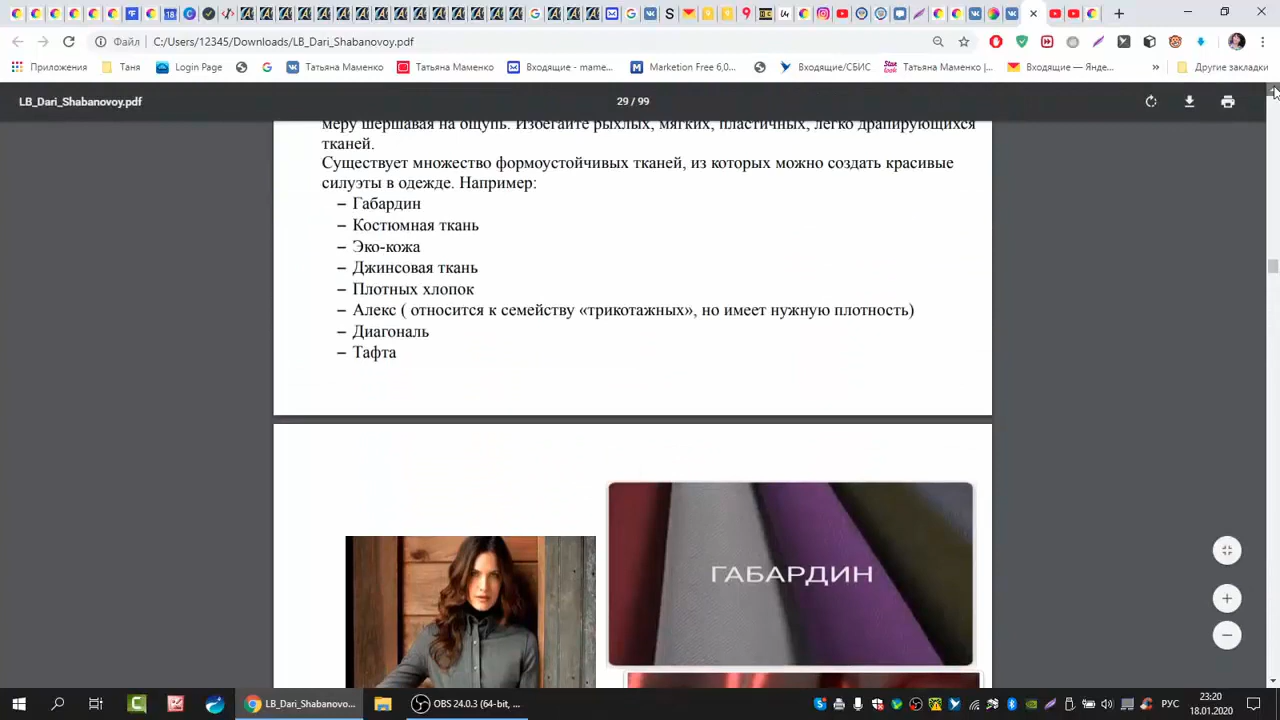 Файл
C:/Users/12345/Downloads/LB_Dari_Shabanovoy.pdf
Приложения
Таня
Login Page
Татьяна Маменко
Татьяна Маменко
Входящие - mame...
Marketion Free 6,0...
Входящие/СБИС
Татьяна Маменко |...
Входящие — Янде...
»
Другие закладки
LB_Dari_Shabanovoy.pdf
29 / 99
меру шершавая на ощупь. Избегайте рыхлых, мягких, пластичных, легко драпирующихся
тканей.
Существует множество формоустойчивых тканей, из которых можно создать красивые
силуэты в одежде. Например:
– Габардин
– Костюмная ткань
– Эко-кожа
– Джинсовая ткань
– Плотных хлопок
– Алекс ( относится к семейству «трикотажных», но имеет нужную плотность)
– Диагональ
– Тафта
ГАБАРДИН
LB_Dari_Shabanovo...
OBS 24.0.3 (64-bit, ...
РУС
23:20
18.01.2020